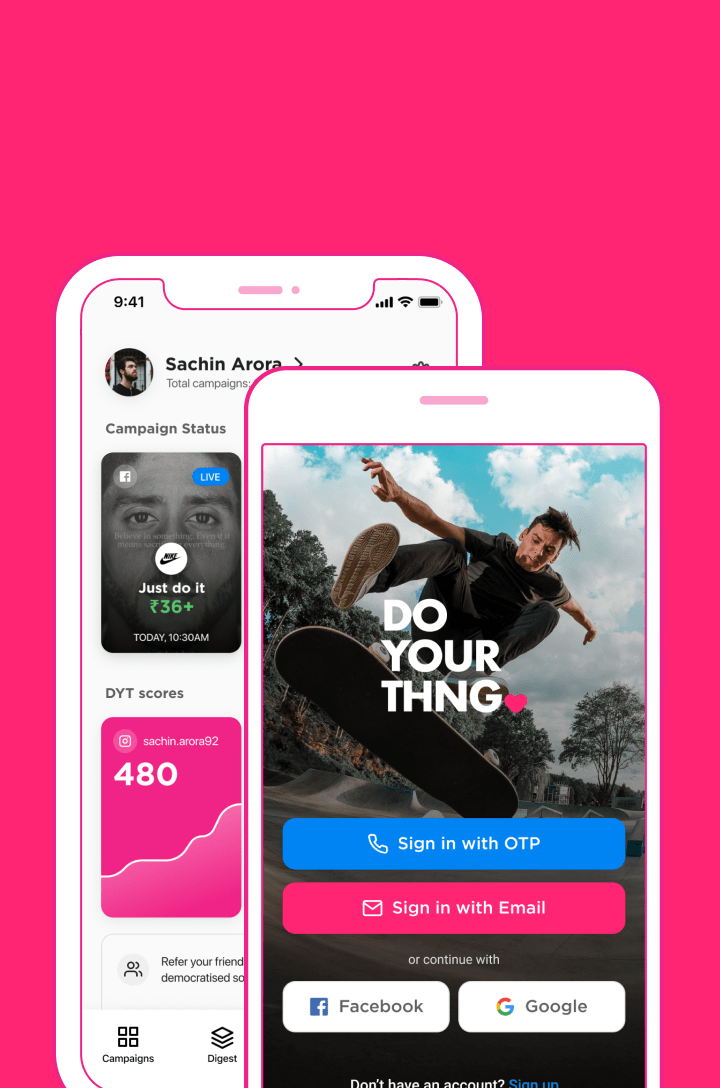 9:41
Sachin Arora
Total campaigns:
Campaign Status
LIVE
Believe in something. Even if it
means sacrificing everything.
NIKE
Just do it
₹36+
TODAY, 10:30AM
DYT scores
sachin.arora92
480
Refer your friend
democratised so
Campaigns
Digest
DO
YOUR
THNG
Sign in with OTP
Sign in with Email
or continue with
Facebook
Google
Don't have an account? Sign up